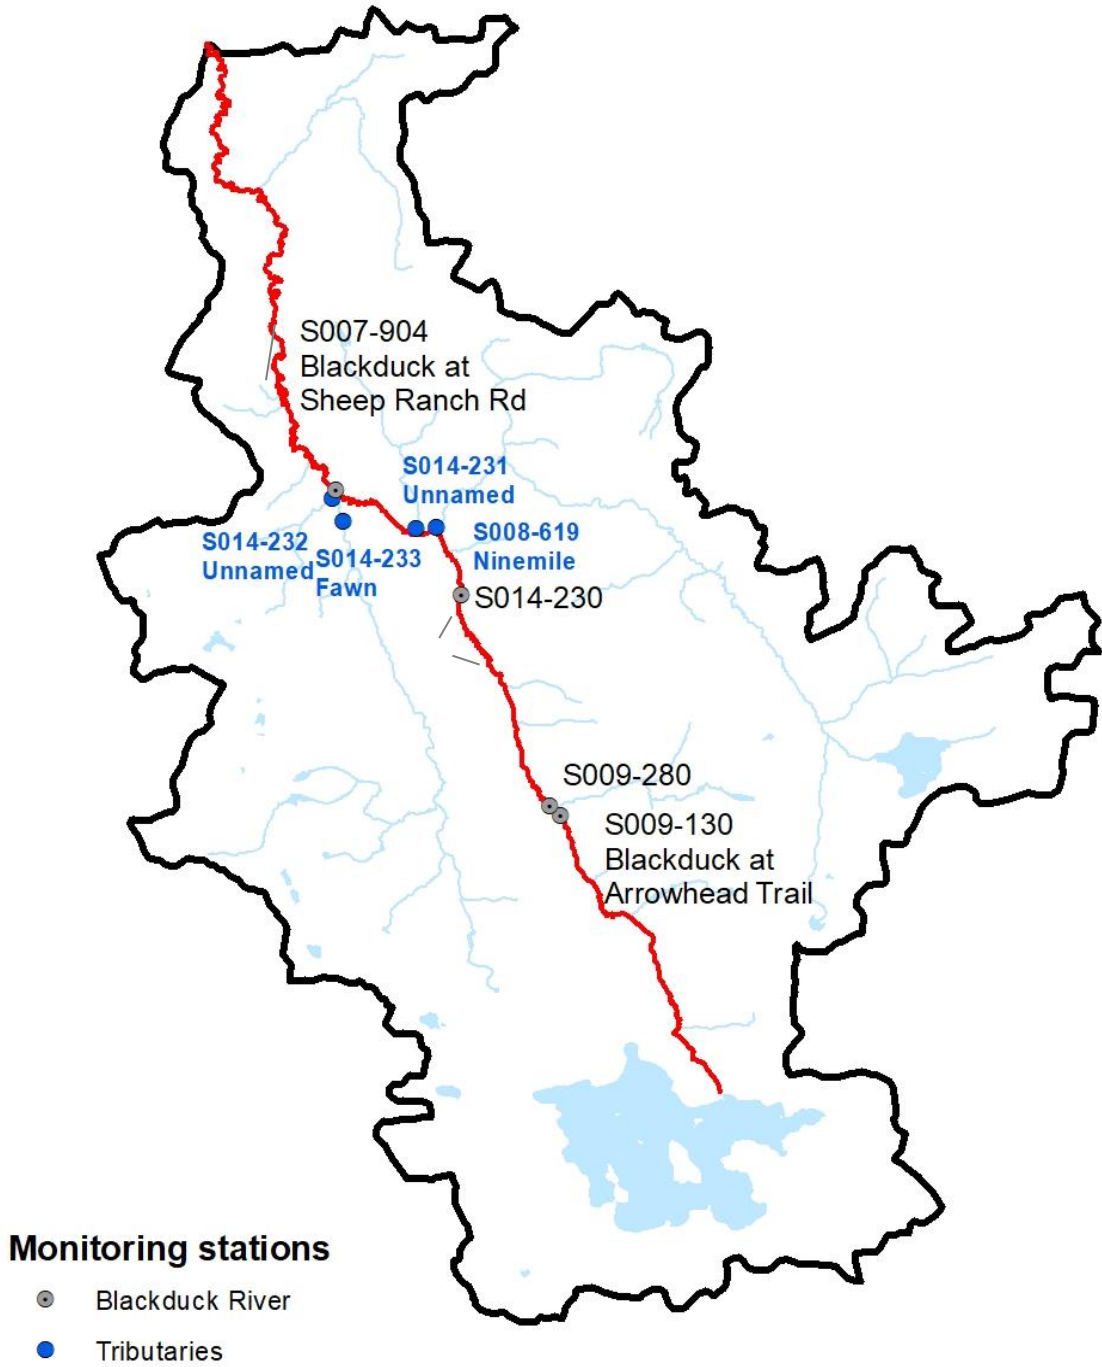 S007-904
Blackduck at
Sheep Ranch Rd
S014-231
Unnamed
S014-232
Unnamed
S014-233
Fawn
S008-619
Ninemile
S014-230
S009-280
S009-130
Blackduck at
Arrowhead Trail
Monitoring stations
Blackduck River
Tributaries